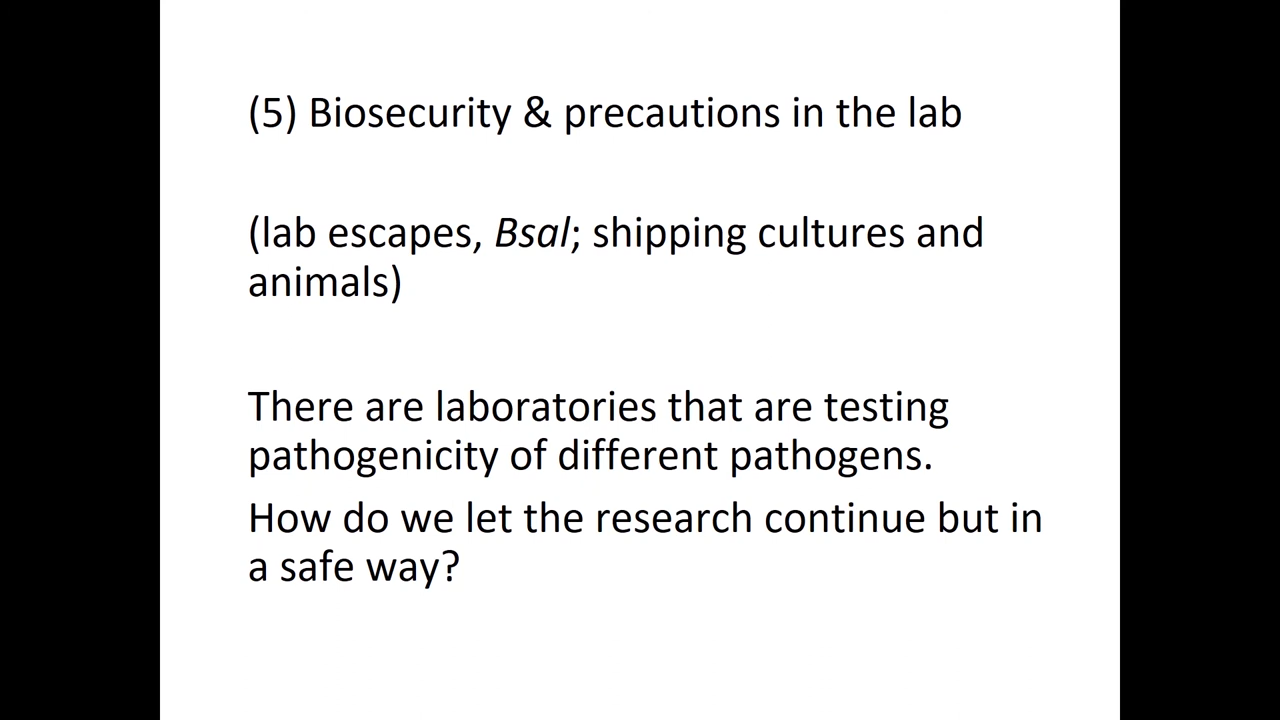 (5) Biosecurity & precautions in the lab
(lab escapes, Bsal; shipping cultures and
animals)
There are laboratories that are testing
pathogenicity of different pathogens.
How do we let the research continue but in
a safe way?